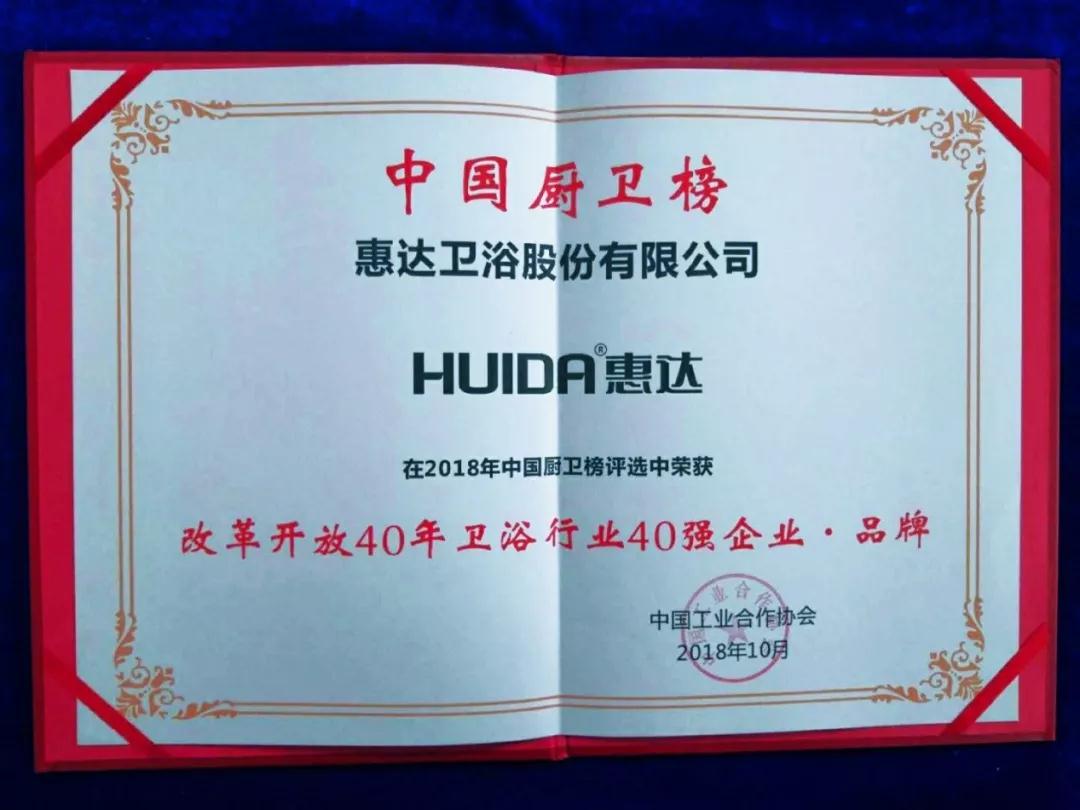 中国厨卫榜
惠达卫浴股份有限公司
HUIDA®惠达
在2018年中国厨卫榜评选中荣获
改革开放40年卫浴行业40强企业·品牌
中国工业合作协会
2018年10月